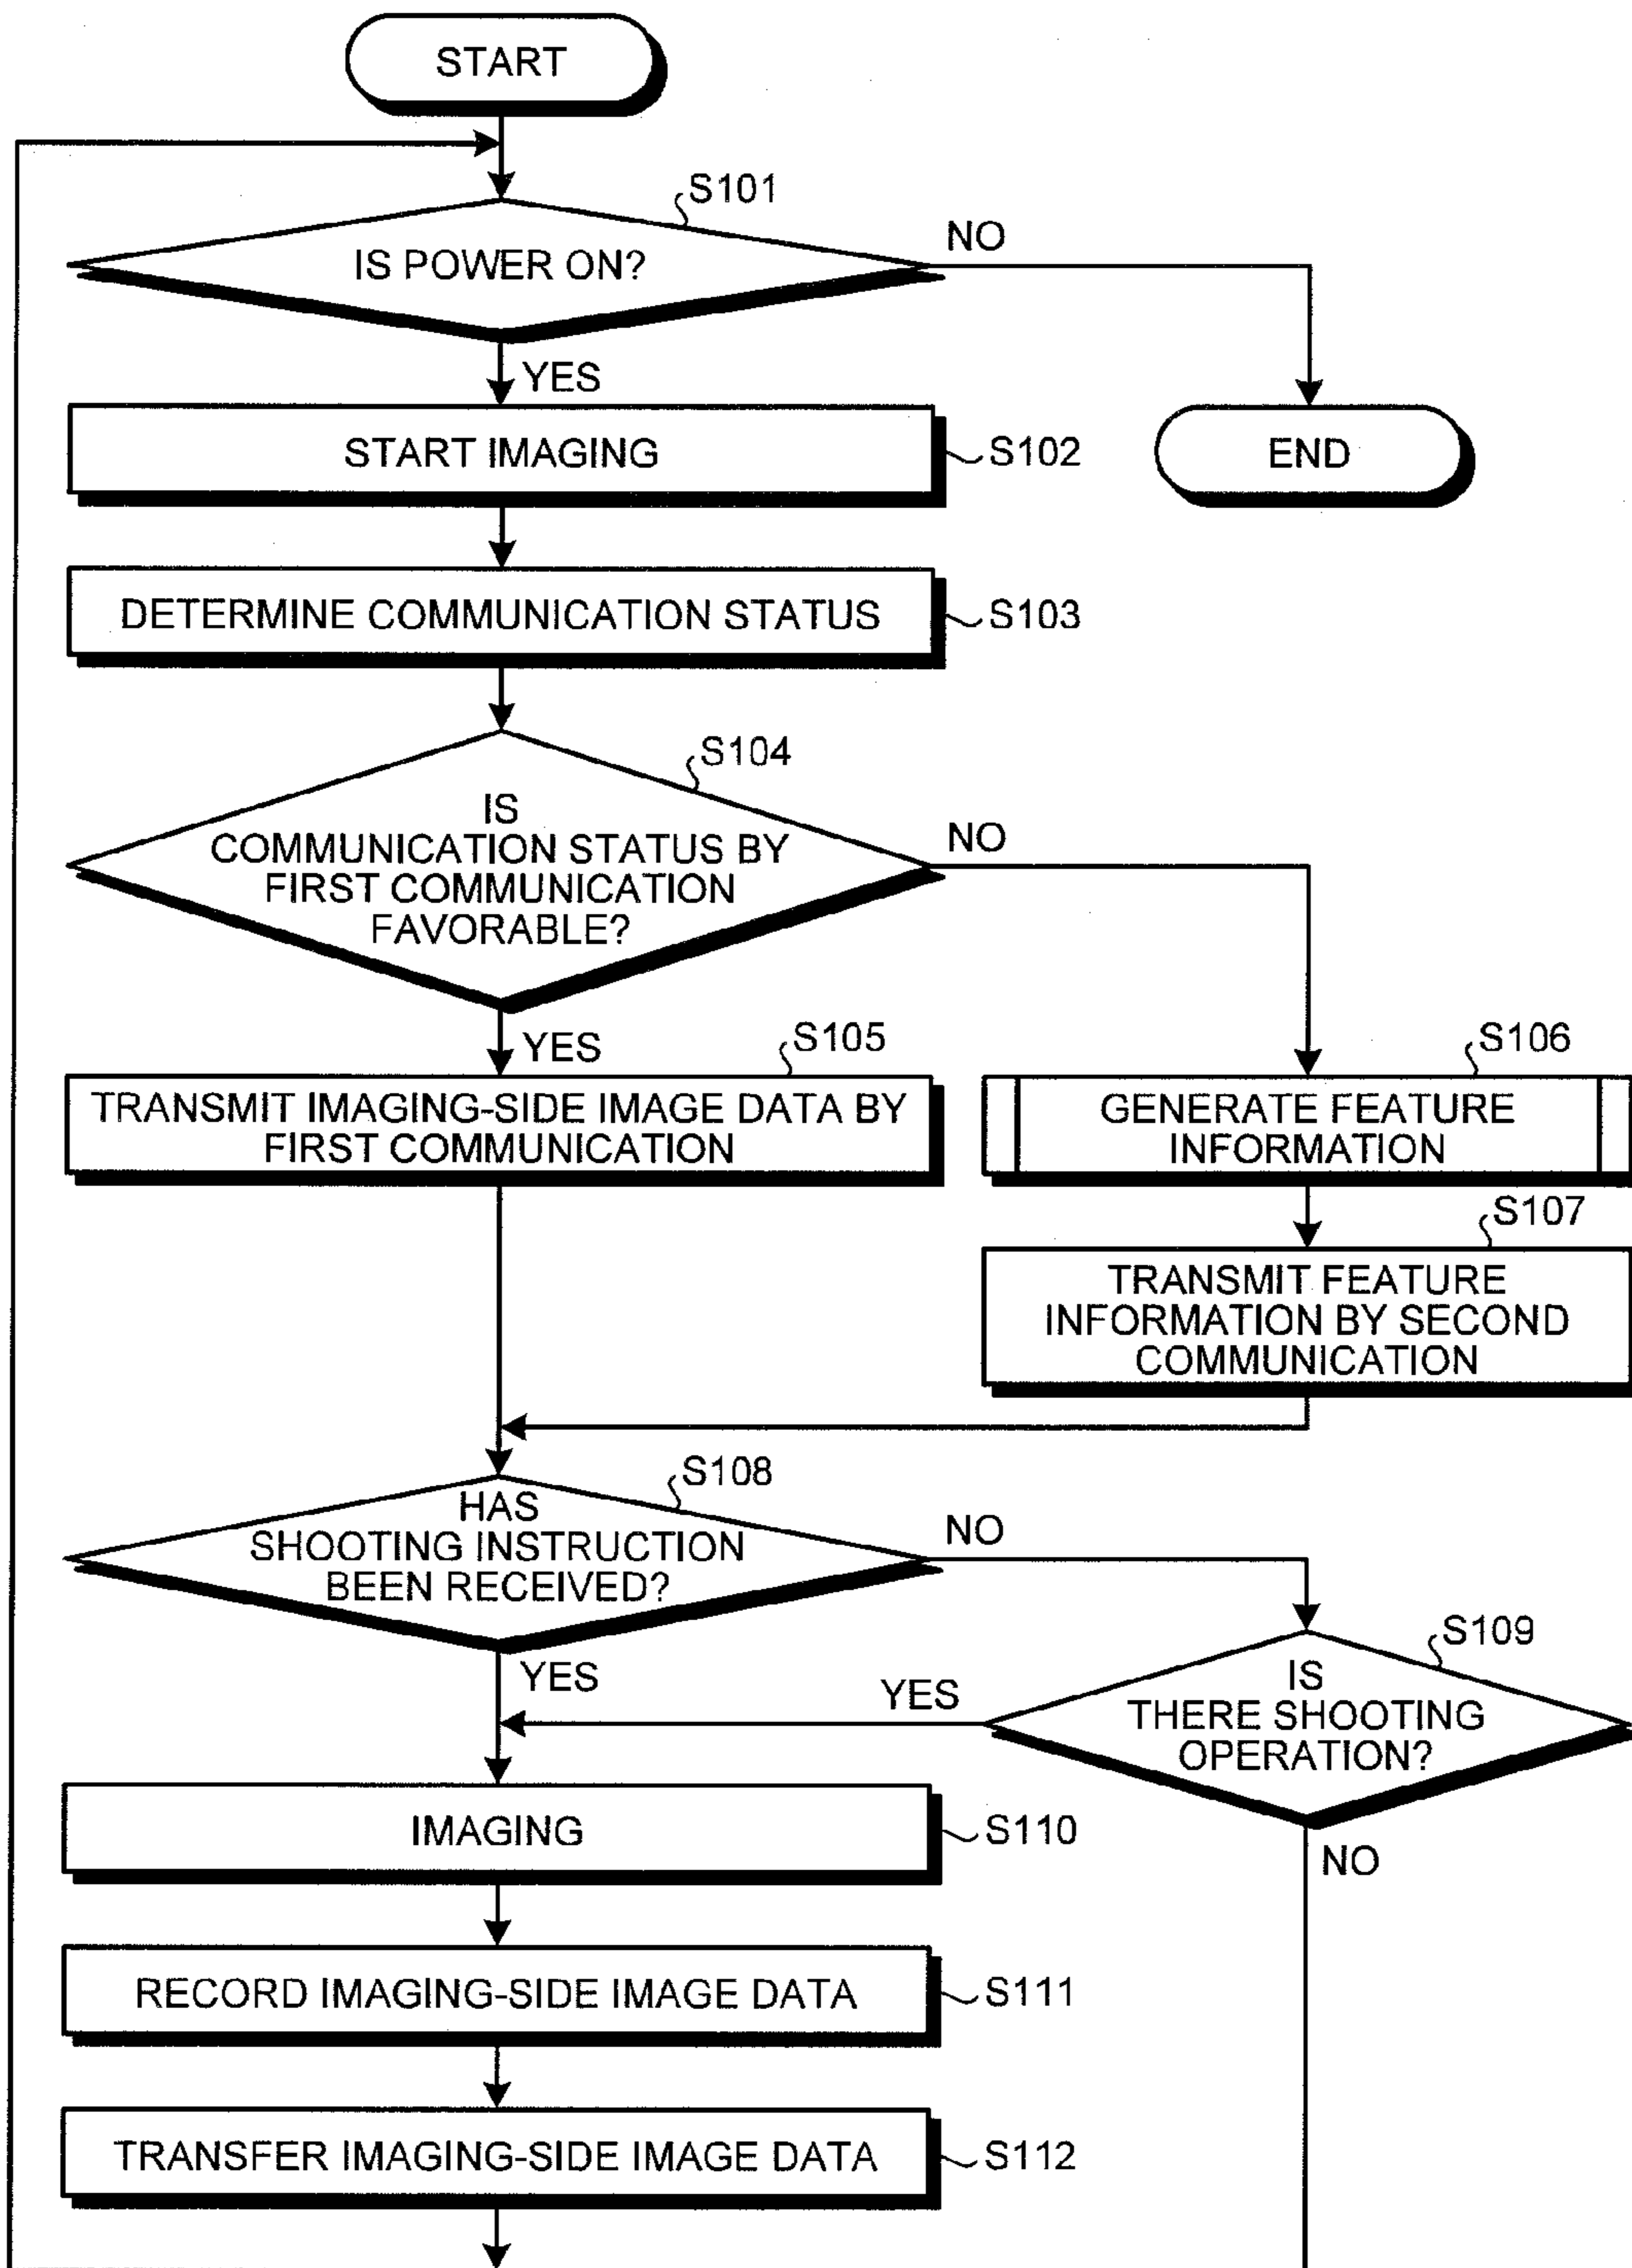 START
S101
IS POWER ON?
NO
YES
START IMAGING
S102
END
DETERMINE COMMUNICATION STATUS
S103
S104
IS
COMMUNICATION STATUS BY
FIRST COMMUNICATION
FAVORABLE?
NO
YES
S105
TRANSMIT IMAGING-SIDE IMAGE DATA BY
FIRST COMMUNICATION
S106
GENERATE FEATURE
INFORMATION
S107
TRANSMIT FEATURE
INFORMATION BY SECOND
COMMUNICATION
S108
HAS
SHOOTING INSTRUCTION
BEEN RECEIVED?
NO
YES
S109
IS
THERE SHOOTING
OPERATION?
YES
NO
IMAGING
S110
RECORD IMAGING-SIDE IMAGE DATA
S111
TRANSFER IMAGING-SIDE IMAGE DATA
S112